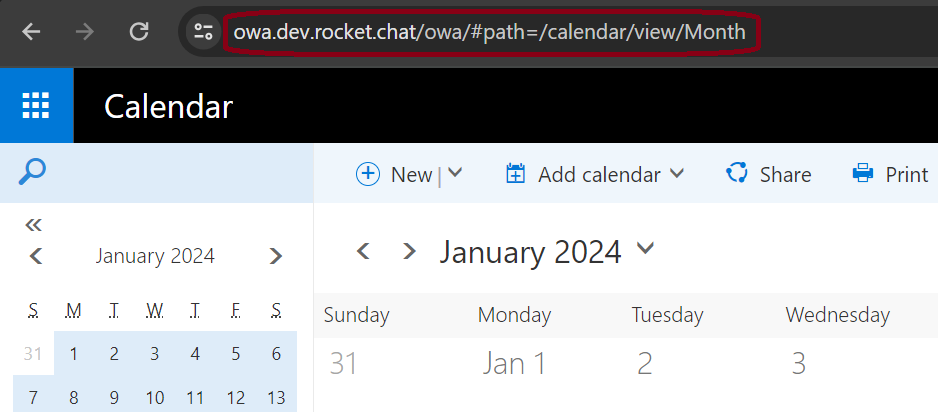 owa.dev.rocket.chat/owa/#path=/calendar/view/Month
Calendar
New | Add calendar Share Print
January 2024
S M T W T F S
31 1 2 3 4 5 6
7 8 9 10 11 12 13
January 2024
Sunday Monday Tuesday Wednesday
31 Jan 1 2 3